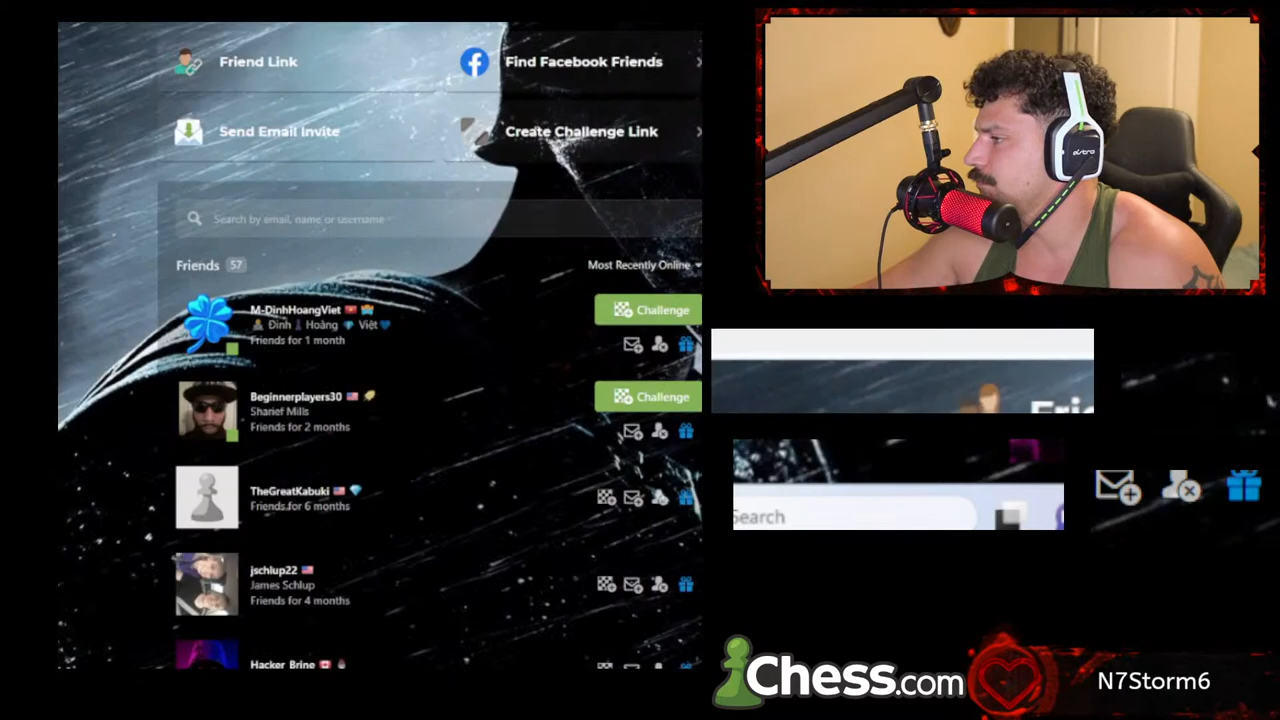 Friend Link
Find Facebook Friends
Send Email Invite
Create Challenge Link
Search by email, name or username
Friends 57
Most Recently Online
M-DinhHoangViet
Đinh Hoàng Việt
Friends for 1 month
Challenge
Beginnerplayers30
Sharief Mills
Friends for 2 months
Challenge
TheGreatKabuki
Friends for 6 months
jschlup22
James Schlup
Friends for 4 months
Hacker_Brine
astro
Search
Chess.com
N7Storm6